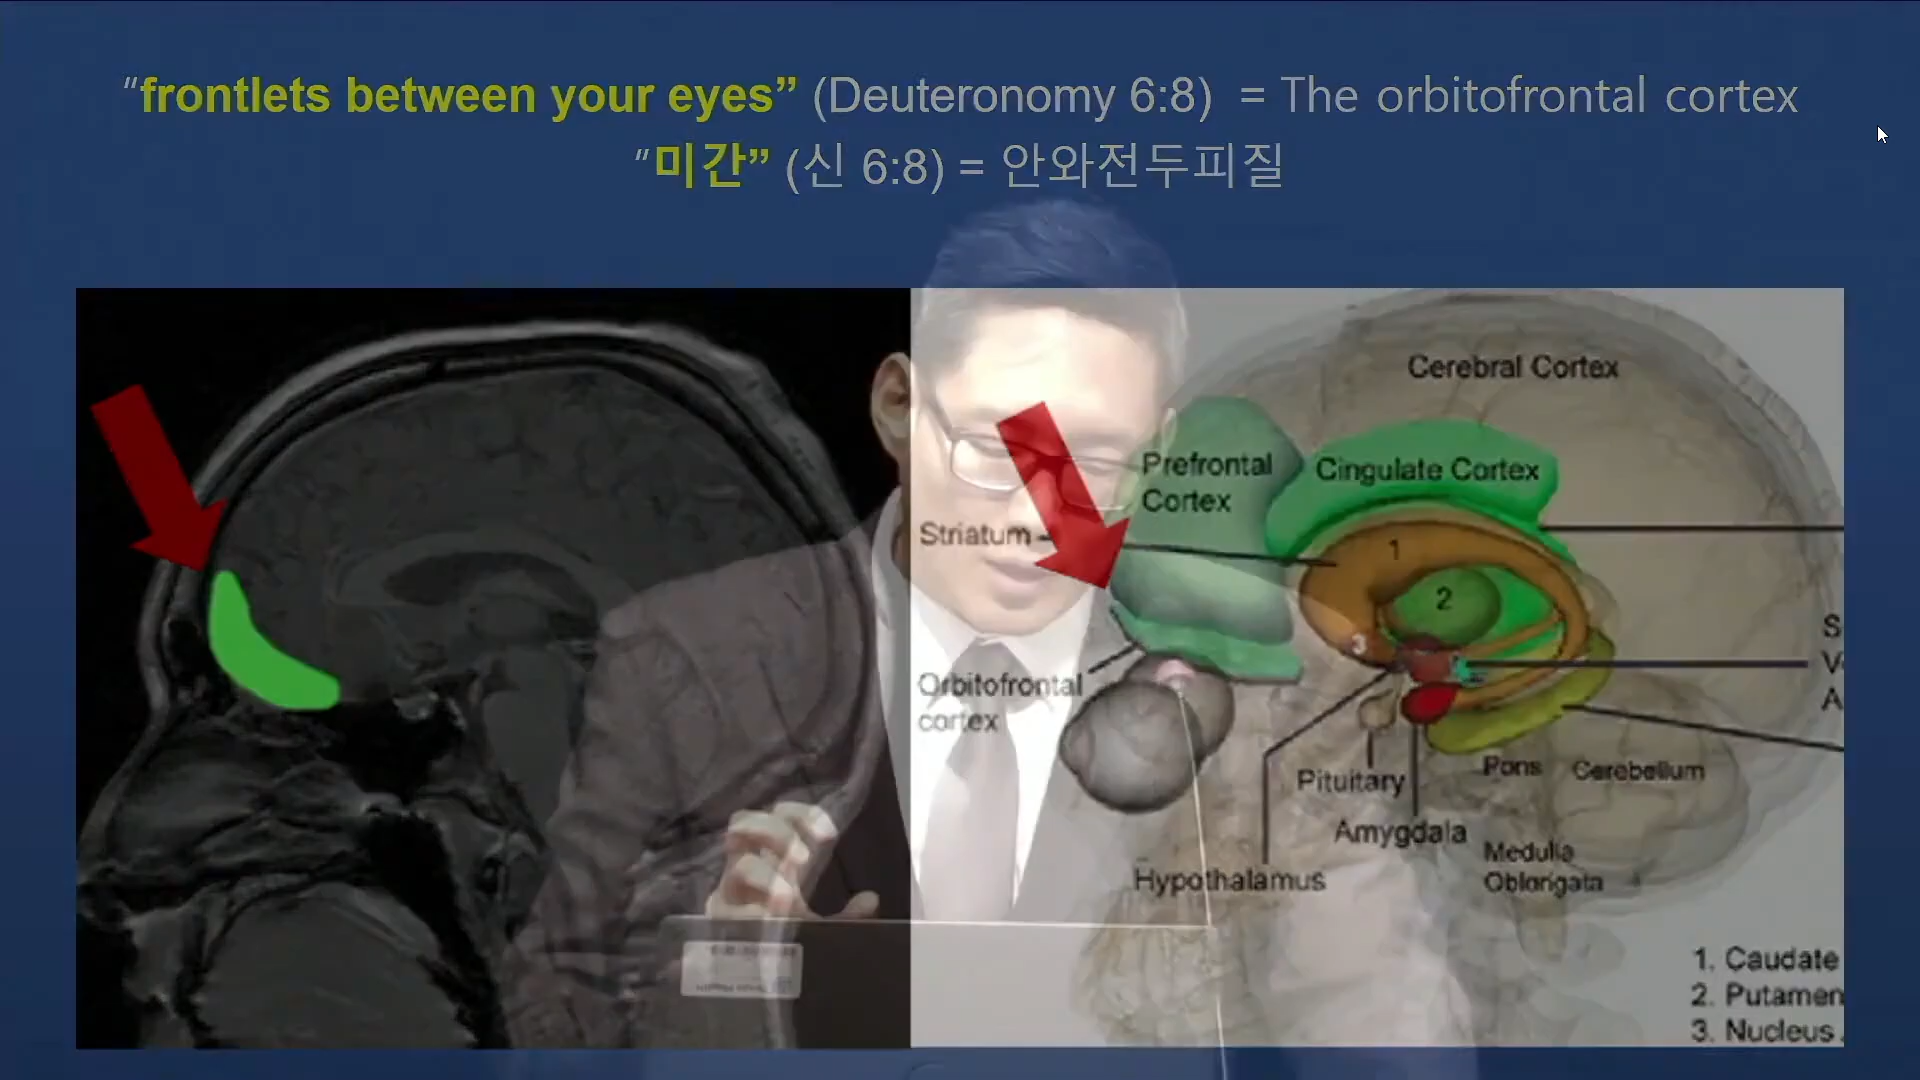 “frontlets between your eyes” (Deuteronomy 6:8) = The orbitofrontal cortex
“미간” (신 6:8) = 안와전두피질
Cerebral Cortex
Prefrontal
Cortex
Cingulate Cortex
Striatum
1
2
3
Orbitofrontal
cortex
S
V
A
Pituitary
Pons
Cerebellum
Amygdala
Hypothalamus
Medulla
Oblongata
1. Caudate
2. Putamen
3. Nucleus